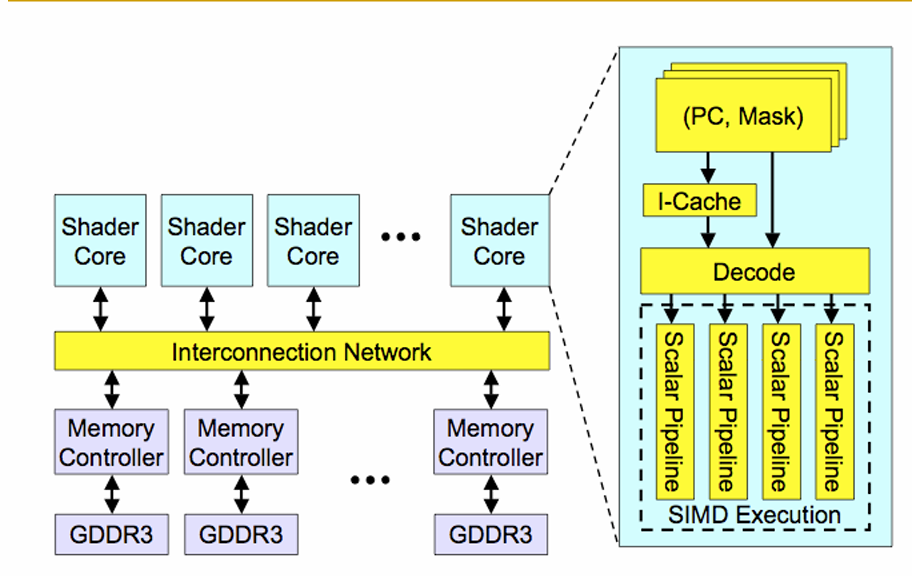 (PC, Mask)
I-Cache
Decode
Scalar Pipeline
Scalar Pipeline
Scalar Pipeline
Scalar Pipeline
SIMD Execution
Shader
Core
Shader
Core
Shader
Core
...
Shader
Core
Interconnection Network
Memory
Controller
Memory
Controller
...
Memory
Controller
GDDR3
GDDR3
GDDR3